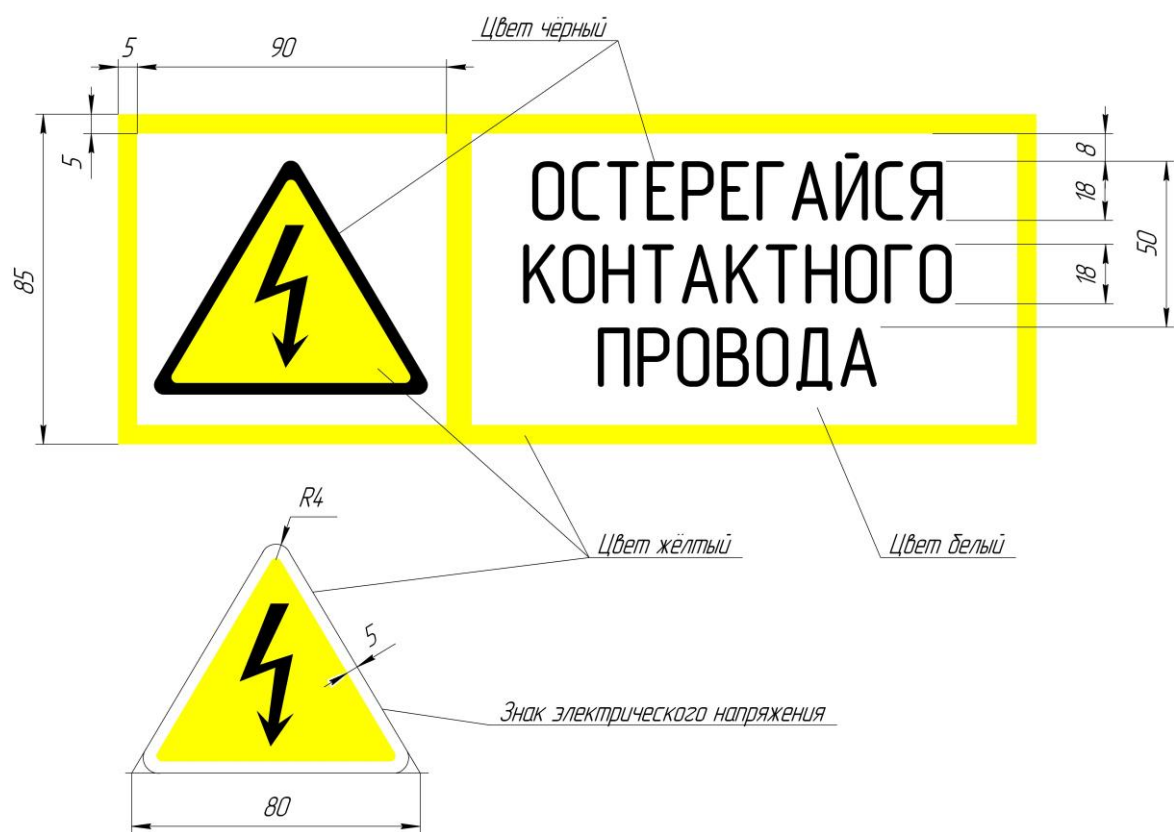 Цвет чёрный
5
90
5
85
ОСТЕРЕГАЙСЯ
КОНТАКТНОГО
ПРОВОДА
8
18
18
50
R4
Цвет жёлтый
Цвет белый
5
Знак электрического напряжения
80